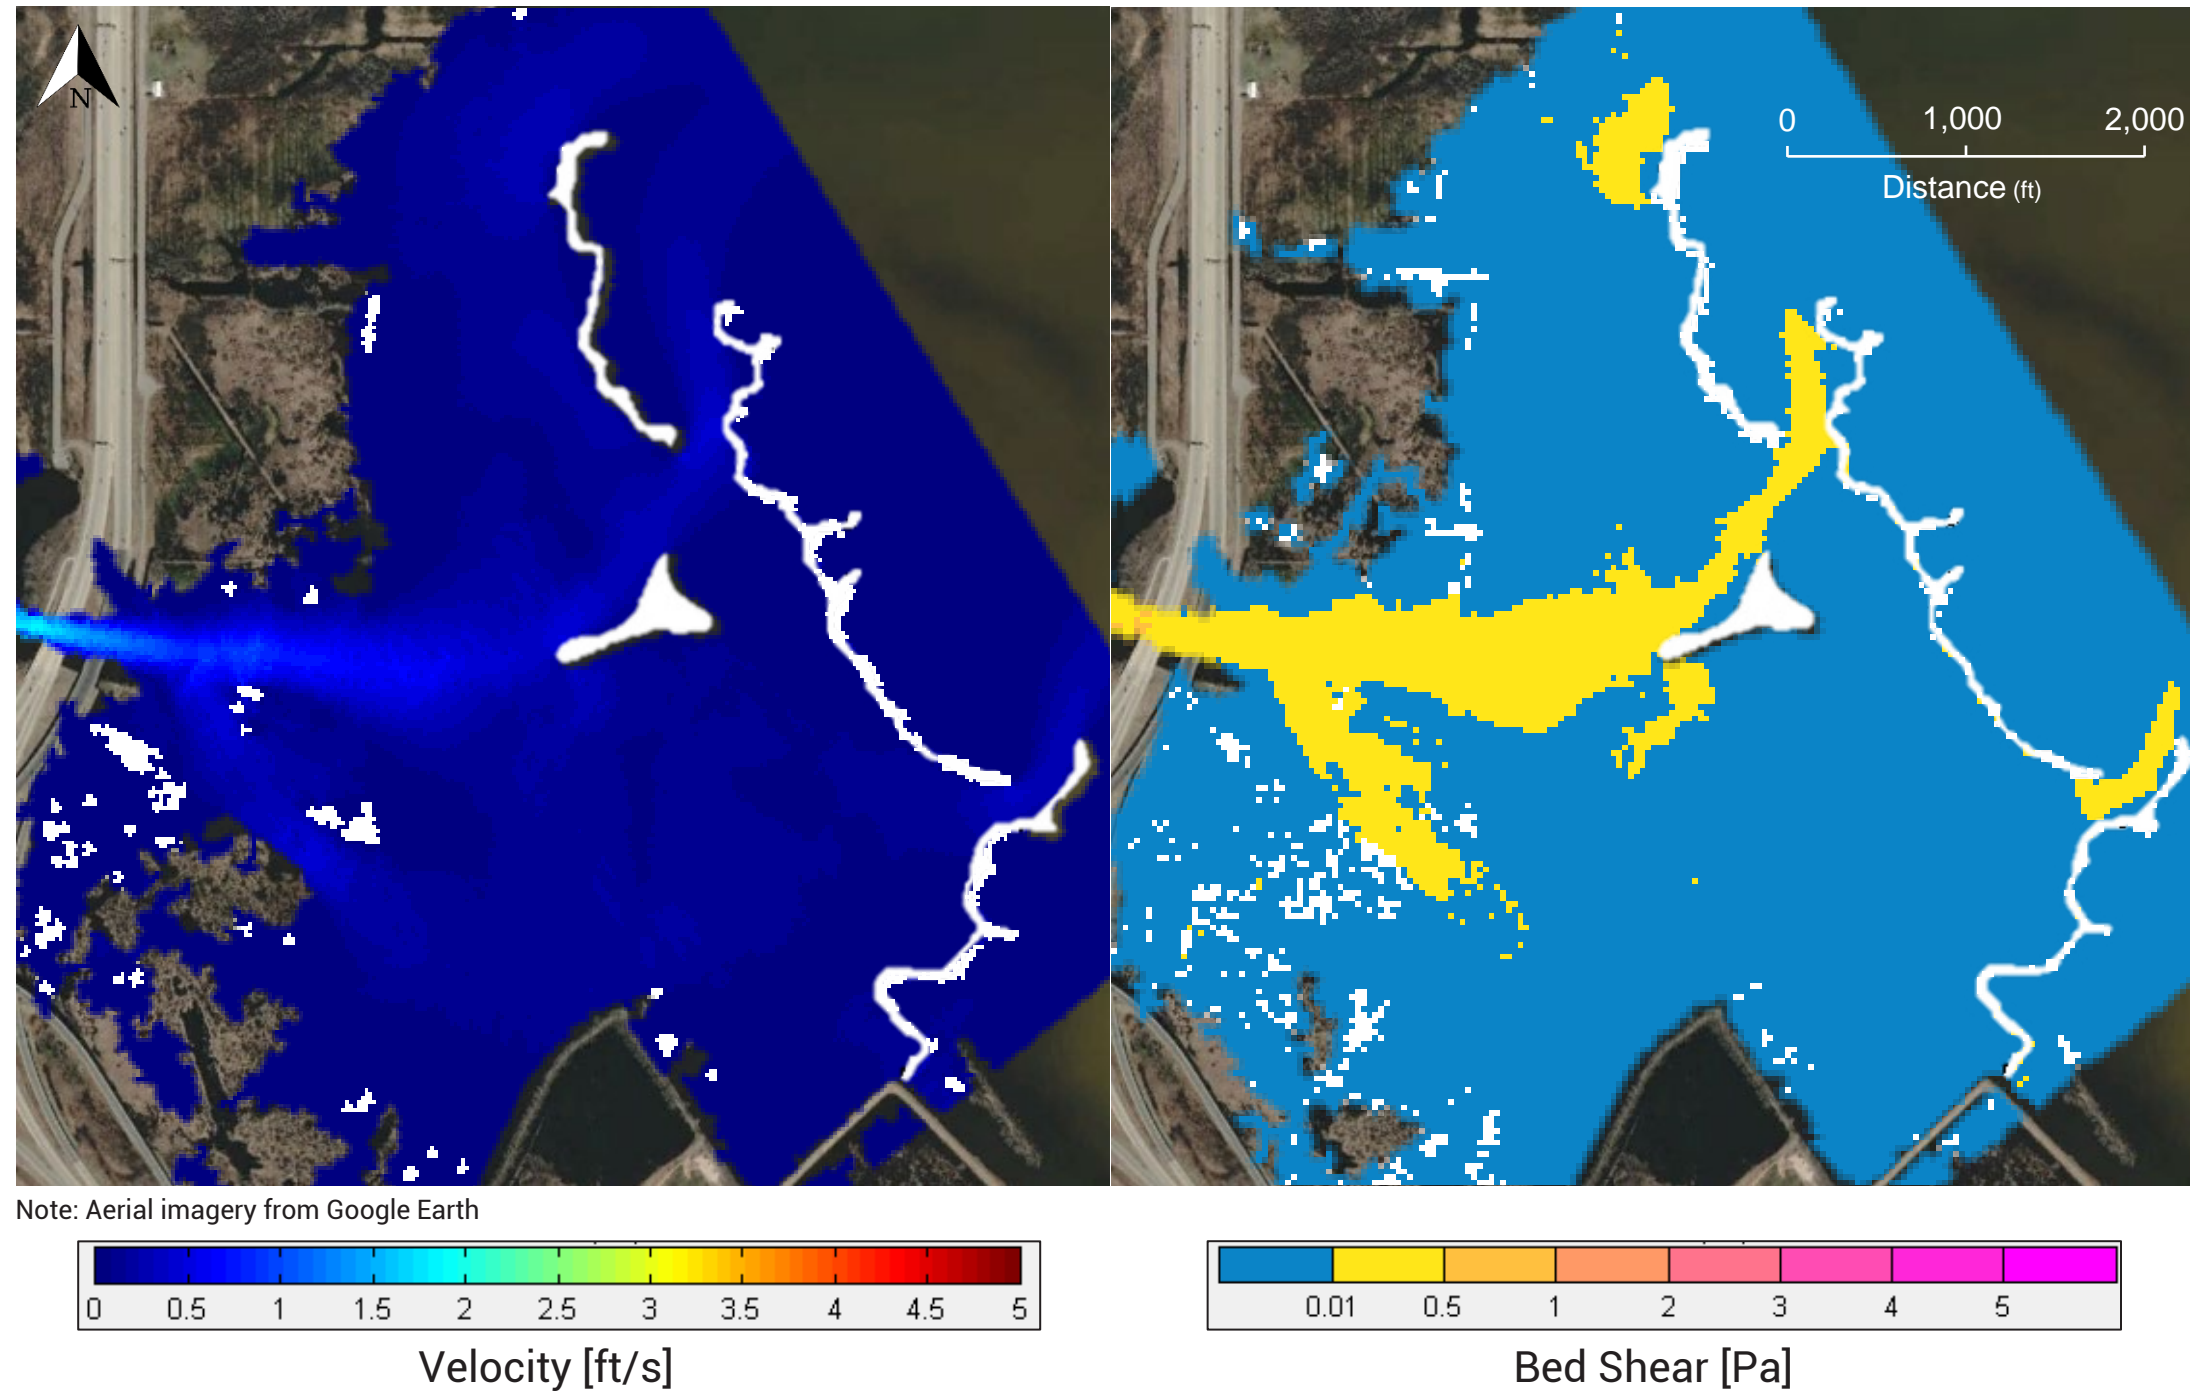 N
0 1,000 2,000
Distance (ft)
Note: Aerial imagery from Google Earth
0 0.5 1 1.5 2 2.5 3 3.5 4 4.5 5
Velocity [ft/s]
0.01 0.5 1 2 3 4 5
Bed Shear [Pa]